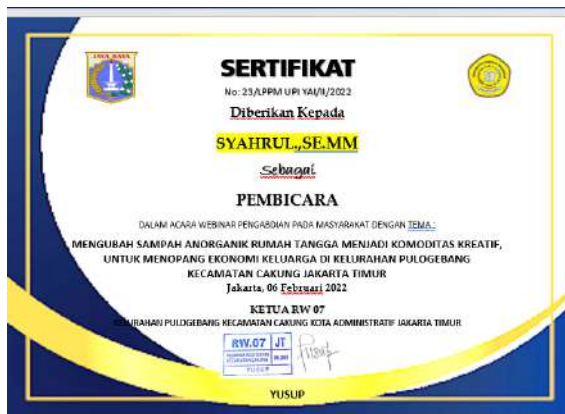 JAYA RAYA
SERTIFIKAT
No: 23/LPPM UPI YAI/II/2022
Diberikan Kepada
SYAHRUL.,SE.MM
Sebagai
PEMBICARA
DALAM ACARA WEBINAR PENGABDIAN PADA MASYARAKAT DENGAN TEMA :
MENGUBAH SAMPAH ANORGANIK RUMAH TANGGA MENJADI KOMODITAS KREATIF,
UNTUK MENOPANG EKONOMI KELUARGA DI KELURAHAN PULOGEBANG
KECAMATAN CAKUNG JAKARTA TIMUR
Jakarta, 06 Februari 2022
KETUA RW 07
KELURAHAN PULOGEBANG KECAMATAN CAKUNG KOTA ADMINISTRATIF JAKARTA TIMUR
RW.07 JT
YUSUP
YUSUP